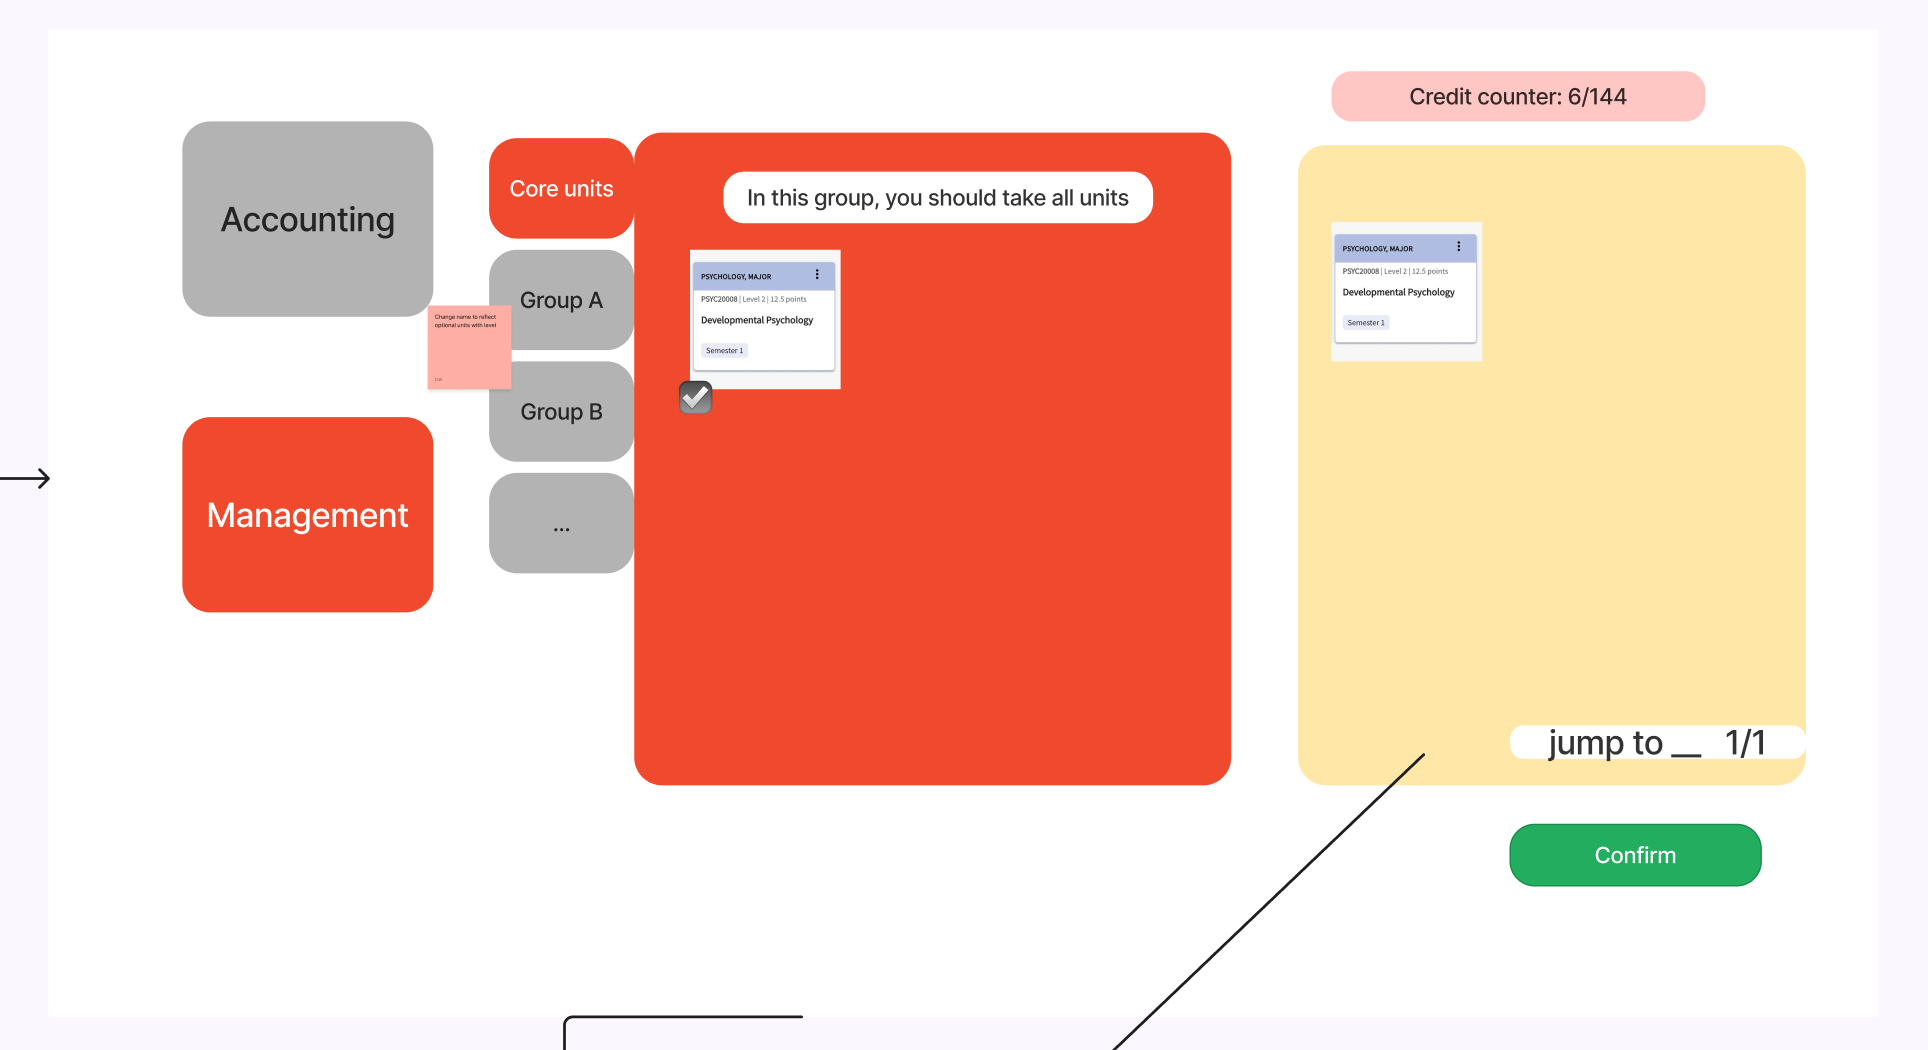 Credit counter: 6/144
Accounting
Management
Core units
Group A
Group B
...
Change name to reflect
optional units with level
In this group, you should take all units
PSYCHOLOGY, MAJOR
PSYC20008 | Level 2 | 12.5 points
Developmental Psychology
Semester 1
PSYCHOLOGY, MAJOR
PSYC20008 | Level 2 | 12.5 points
Developmental Psychology
Semester 1
jump to __ 1/1
Confirm